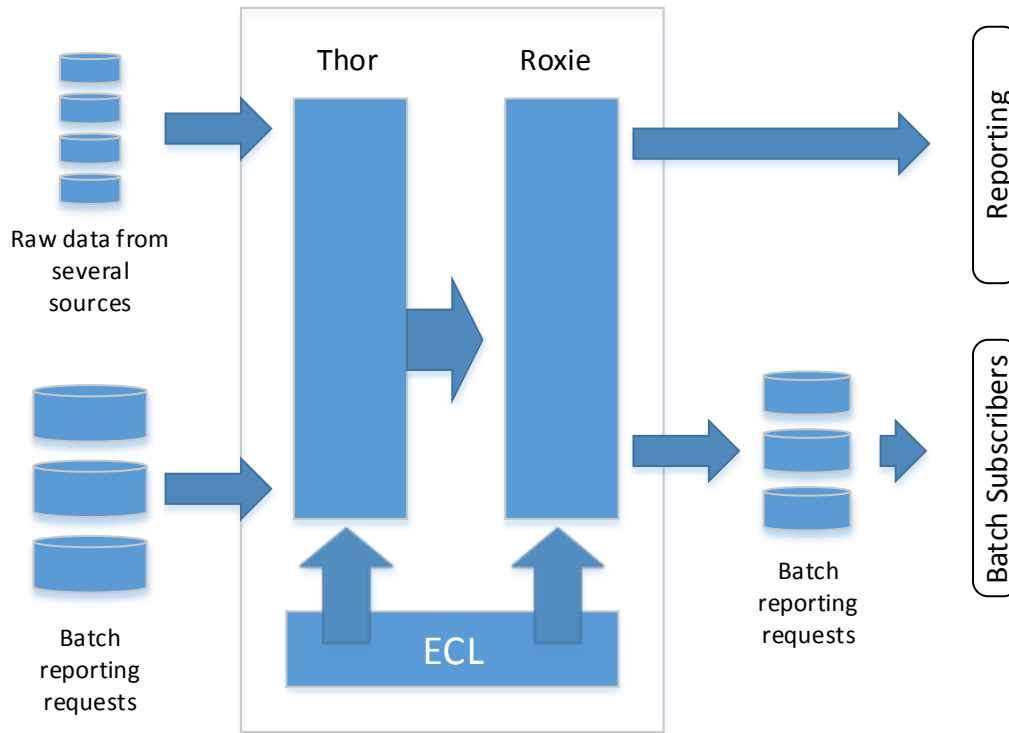 Thor
Roxie
Raw data from
several
sources
Batch
reporting
requests
ECL
Batch
reporting
requests
Reporting
Batch Subscribers